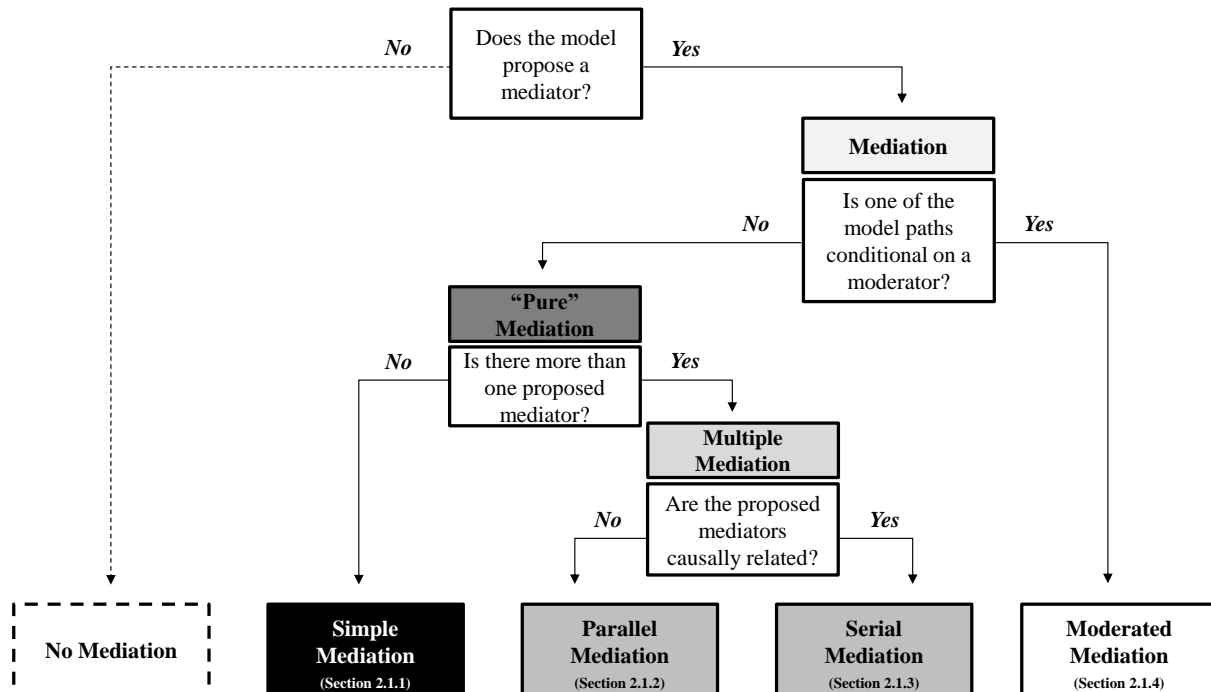 Does the model
propose a
mediator?
No
Yes
Mediation
Is one of the
model paths
conditional on a
moderator?
No
Yes
“Pure”
Mediation
Is there more than
one proposed
mediator?
No
Yes
Multiple
Mediation
Are the proposed
mediators
causally related?
No
Yes
No Mediation
Simple
Mediation
(Section 2.1.1)
Parallel
Mediation
(Section 2.1.2)
Serial
Mediation
(Section 2.1.3)
Moderated
Mediation
(Section 2.1.4)